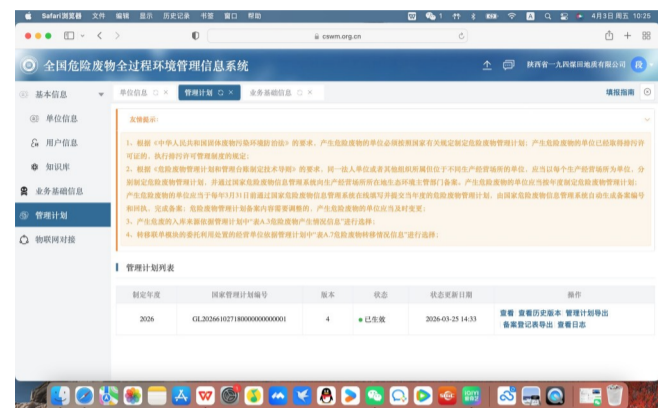 Safari浏览器 文件 编辑 显示 历史记录 书签 窗口 帮助
1
A
4月3日 周五 10:25
cswm.org.cn
全国危险废物全过程环境管理信息系统
陕西省一九四煤田地质有限公司
段
基本信息
单位信息
用户信息
知识库
业务基础信息
管理计划
物联网对接
单位信息 管理计划 业务基础信息
填报指南
友情提示:
1、根据《中华人民共和国固体废物污染环境防治法》的要求，产生危险废物的单位必须按照国家有关规定制定危险废物管理计划；产生危险废物的单位已经取得排污许
可证的，执行排污许可管理制度的规定；
2、根据《危险废物管理计划和管理台账制定技术导则》的要求，同一法人单位或者其他组织所属但位于不同生产经营场所的单位，应当以每个生产经营场所为单位，分
别制定危险废物管理计划，并通过国家危险废物信息管理系统向生产经营场所所在地生态环境主管部门备案。产生危险废物的单位应当按年度制定危险废物管理计划；
产生危险废物的单位应当于每年3月31日前通过国家危险废物信息管理系统在线填写并提交当年度的危险废物管理计划，由国家危险废物信息管理系统自动生成备案编号
和回执，完成备案；危险废物管理计划备案内容需要调整的，产生危险废物的单位应当及时变更；
3、产生危废的入库来源依据管理计划中"表A.3危险废物产生情况信息"进行选择；
4、转移联单模块的委托利用处置的经营单位依据管理计划中"表A.7危险废物转移情况信息"进行选择；
管理计划列表
制定年度 国家管理计划编号 版本 状态 状态更新日期 操作
2026 4 已生效 2026-03-25 14:33 查看 查看历史版本 管理计划导出
备案登记表导出 查看日志